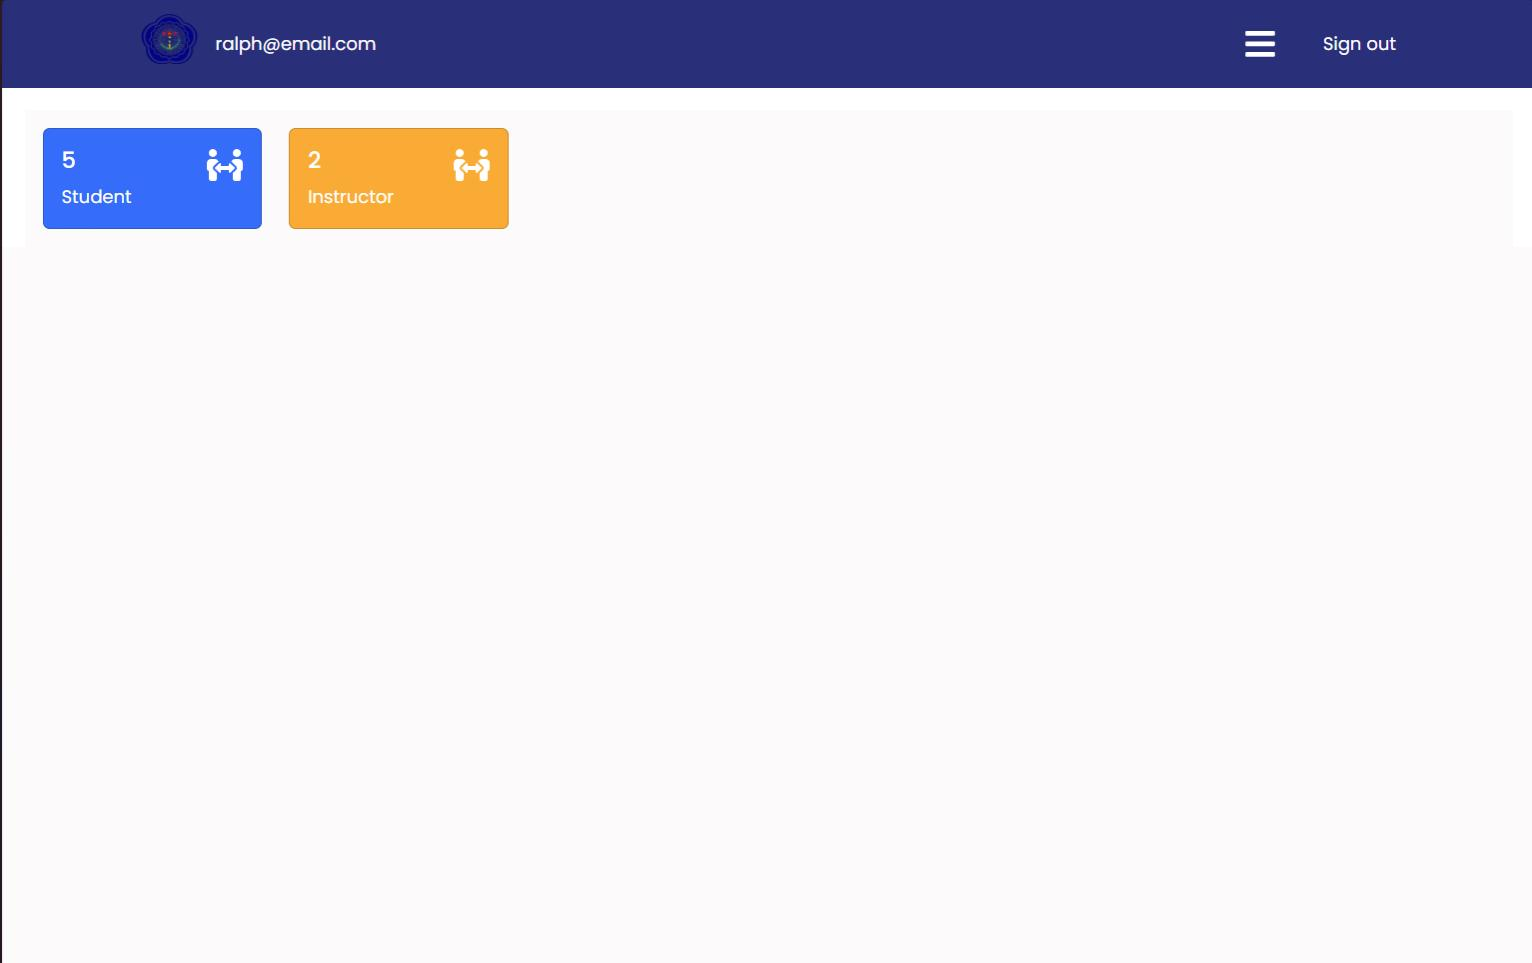 ralph@email.com
Sign out
5
Student
2
Instructor